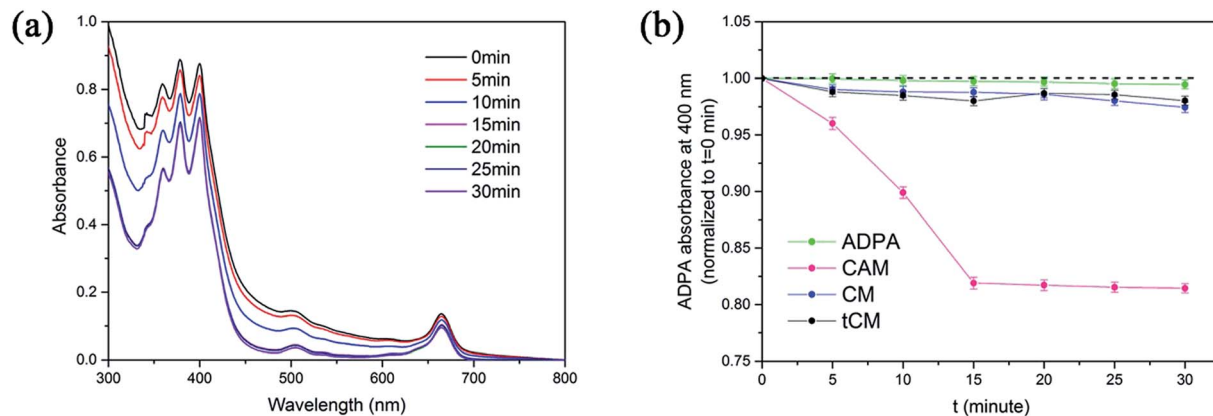 (a)
1.0
0.8
0.6
0.4
0.2
0.0
Absorbance
300
400
500
600
700
800
Wavelength (nm)
0min
5min
10min
15min
20min
25min
30min
(b)
1.05
1.00
0.95
0.90
0.85
0.80
0.75
ADPA absorbance at 400 nm
(normalized to t=0 min)
0
5
10
15
20
25
30
t (minute)
ADPA
CAM
CM
tCM